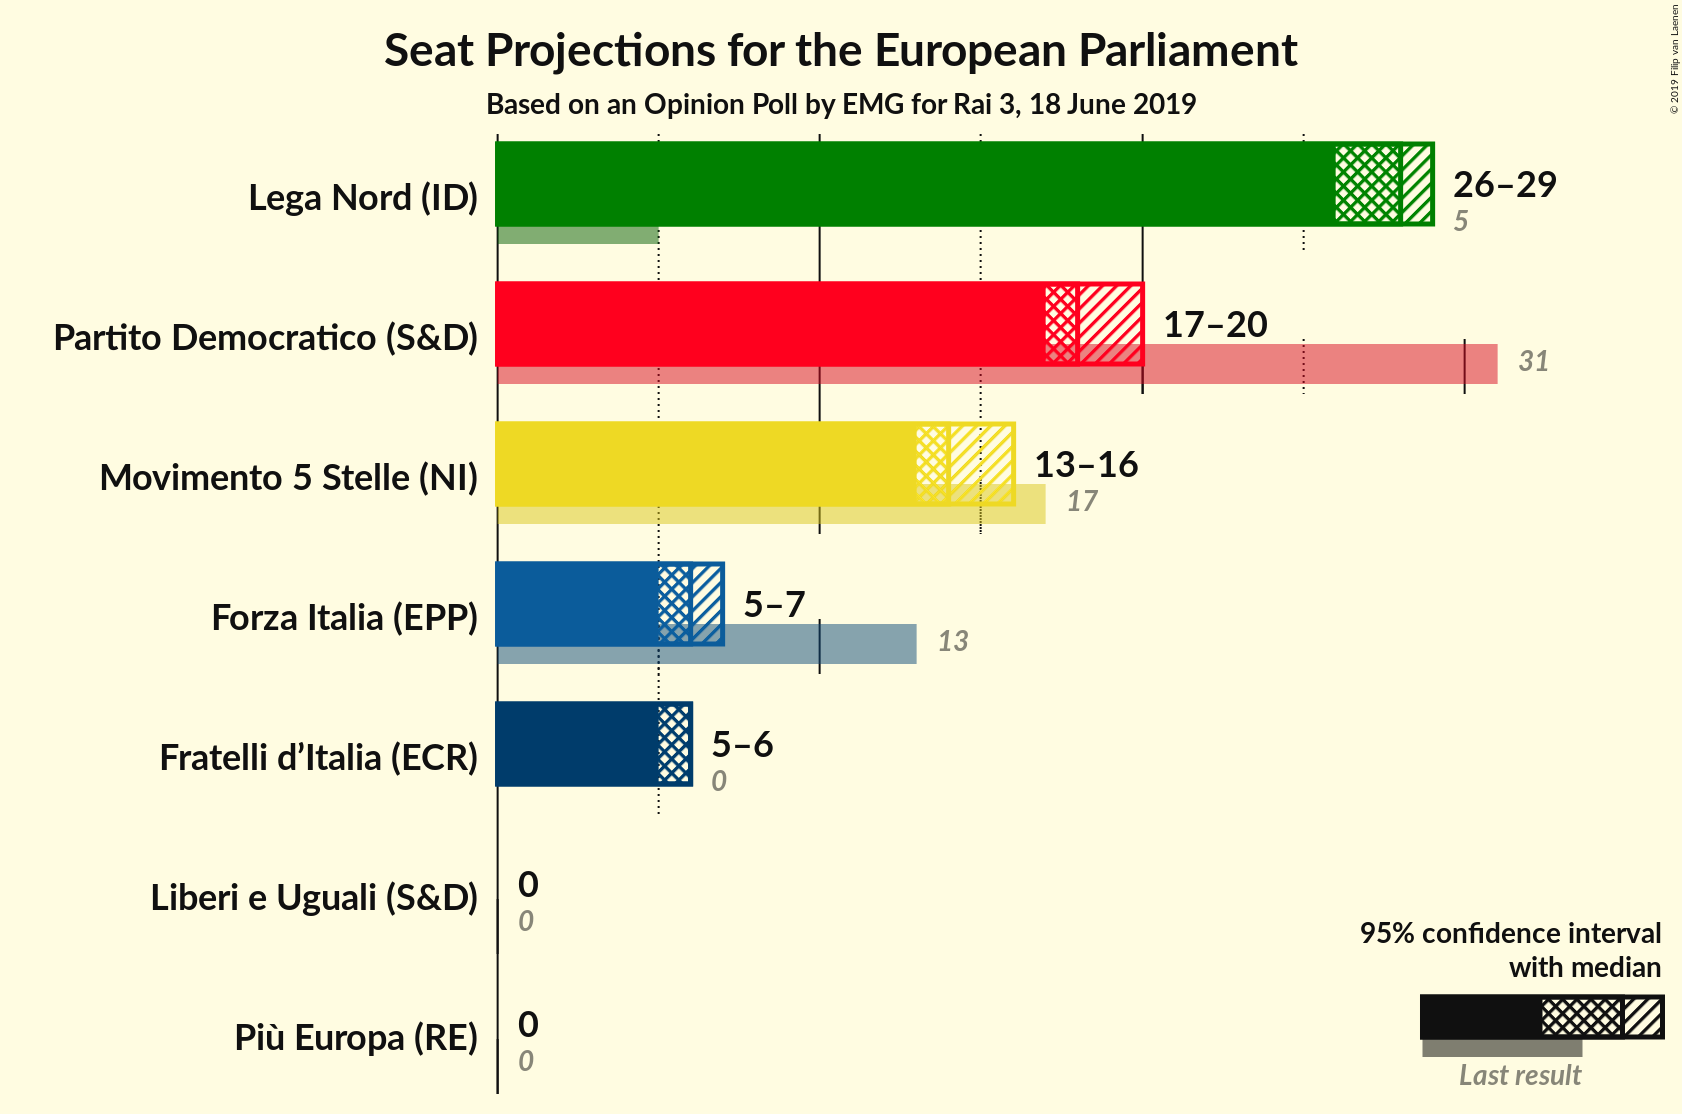 Seat Projections for the European Parliament
Based on an Opinion Poll by EMG for Rai 3, 18 June 2019
© 2019 Filip van Laenen
Lega Nord (ID)
26–29
5
Partito Democratico (S&D)
17–20
31
Movimento 5 Stelle (NI)
13–16
17
Forza Italia (EPP)
5–7
13
Fratelli d’Italia (ECR)
5–6
0
Liberi e Uguali (S&D)
0
0
Più Europa (RE)
0
0
95% confidence interval
with median
Last result